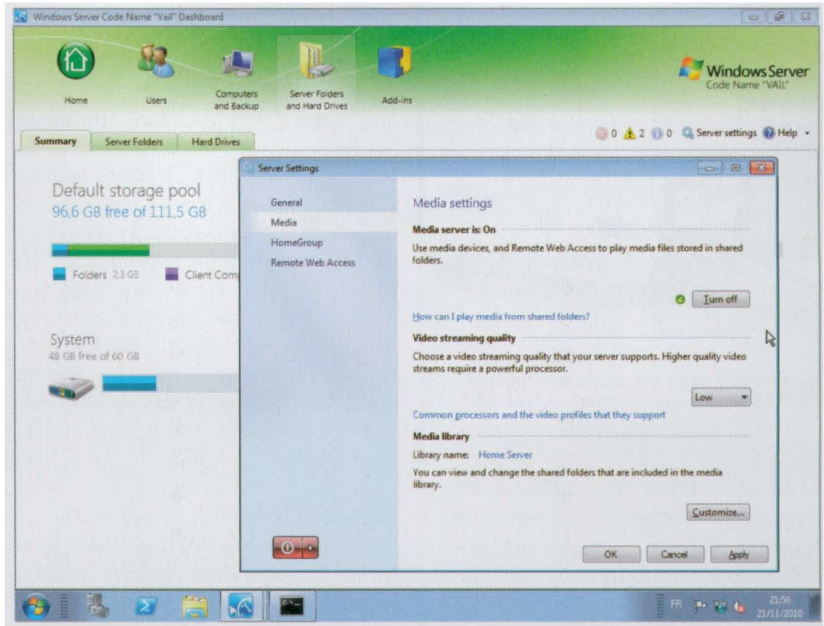 Windows Server Code Name "Vail" Dashboard
Home
Users
Computers
and Backup
Server Folders
and Hard Drives
Add-ins
Windows Server
Code Name "VAIL"
Summary
Server Folders
Hard Drives
0
2
0
Server settings
Help
Default storage pool
96,6 GB free of 111,5 GB
Folders 2,3 GB
Client Com
System
48 GB free of 60 GB
Server Settings
General
Media
HomeGroup
Remote Web Access
Media settings
Media server is: On
Use media devices, and Remote Web Access to play media files stored in shared
folders.
Turn off
How can I play media from shared folders?
Video streaming quality
Choose a video streaming quality that your server supports. Higher quality video
streams require a powerful processor.
Low
Common processors and the video profiles that they support
Media library
Library name: Home Server
You can view and change the shared folders that are included in the media
library.
Customize...
OK
Cancel
Apply
FR
21:56
21/11/2010